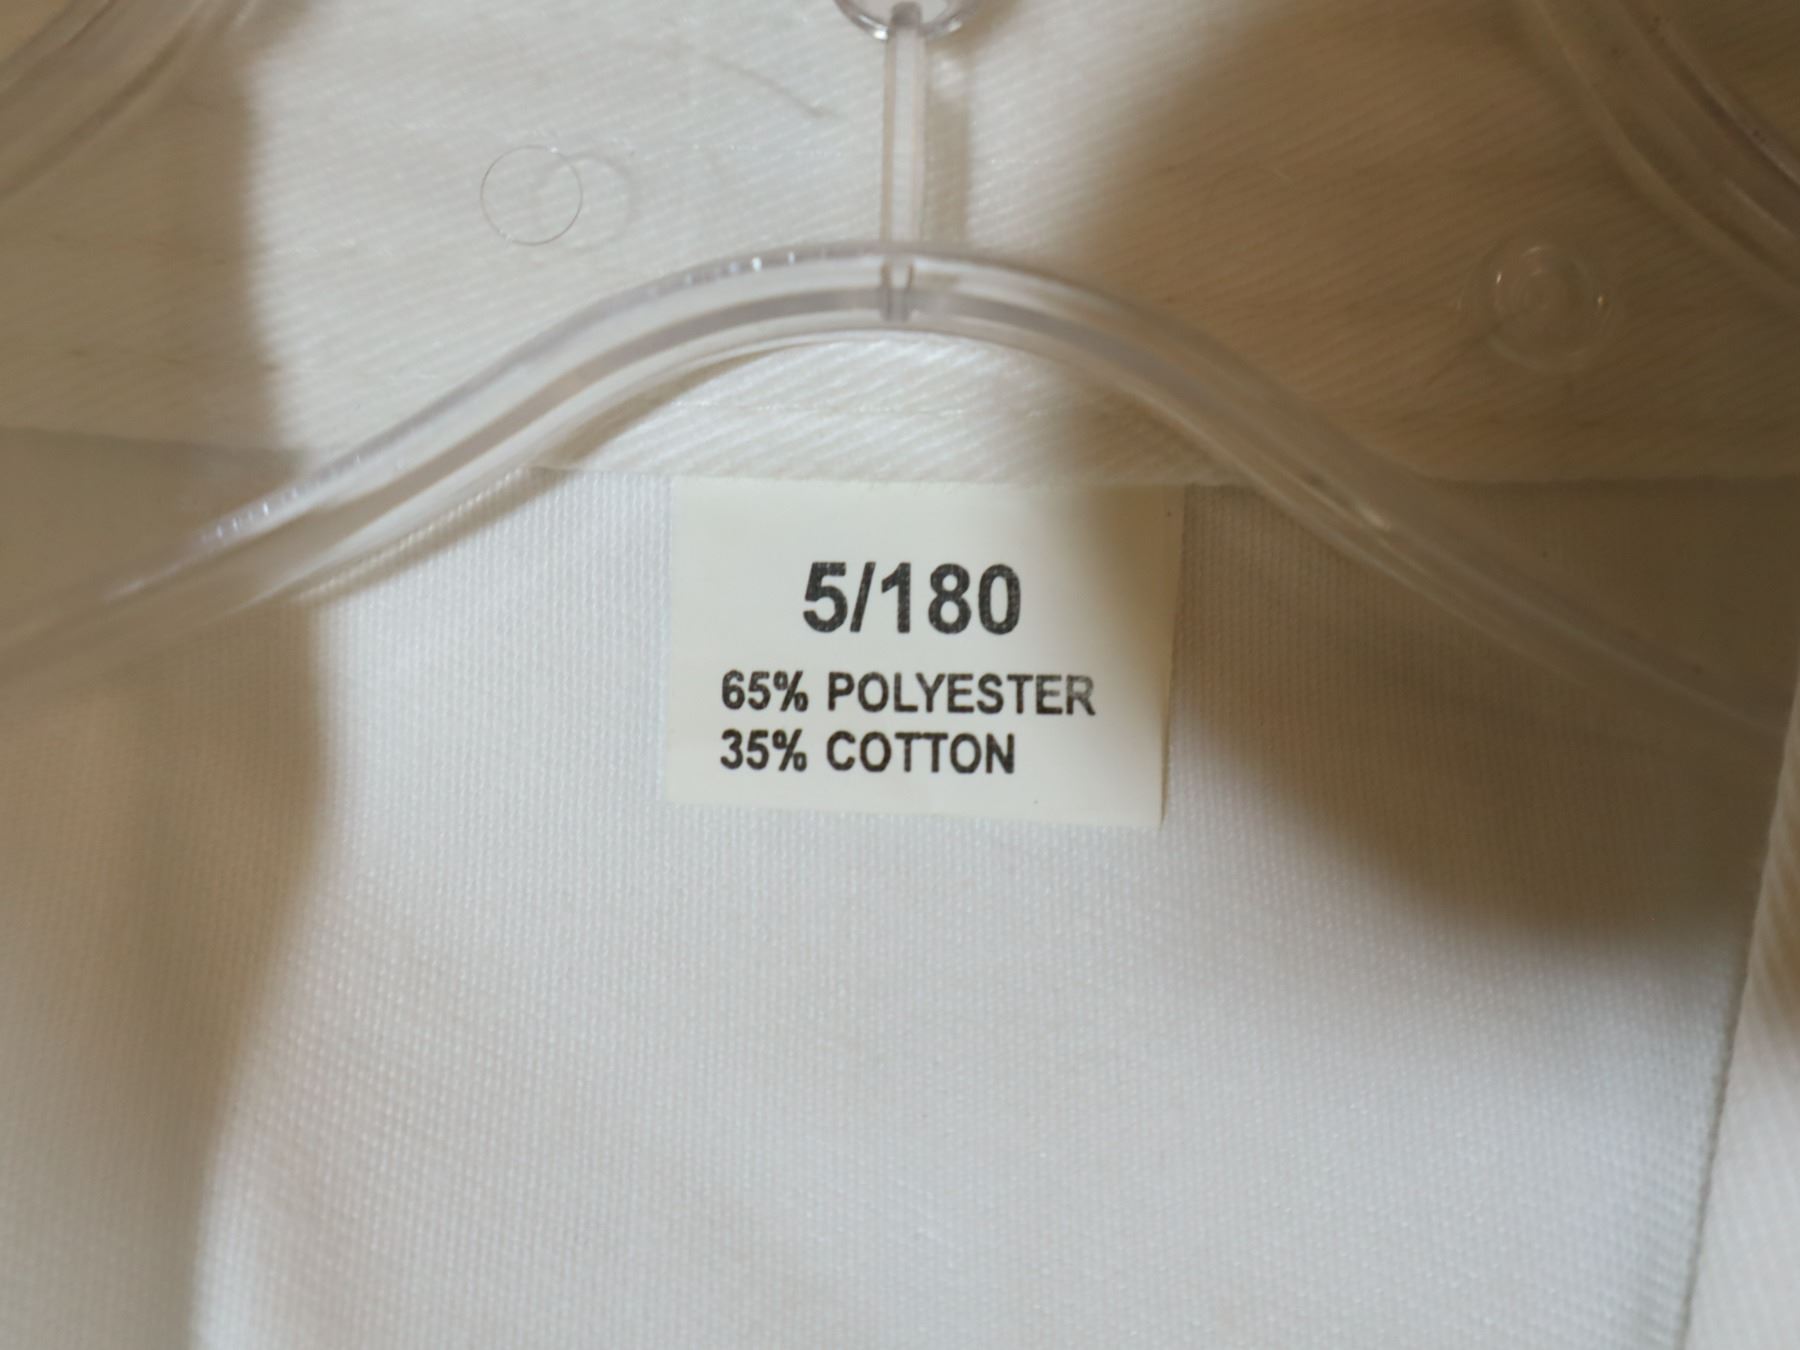 5/180
65% POLYESTER
35% COTTON